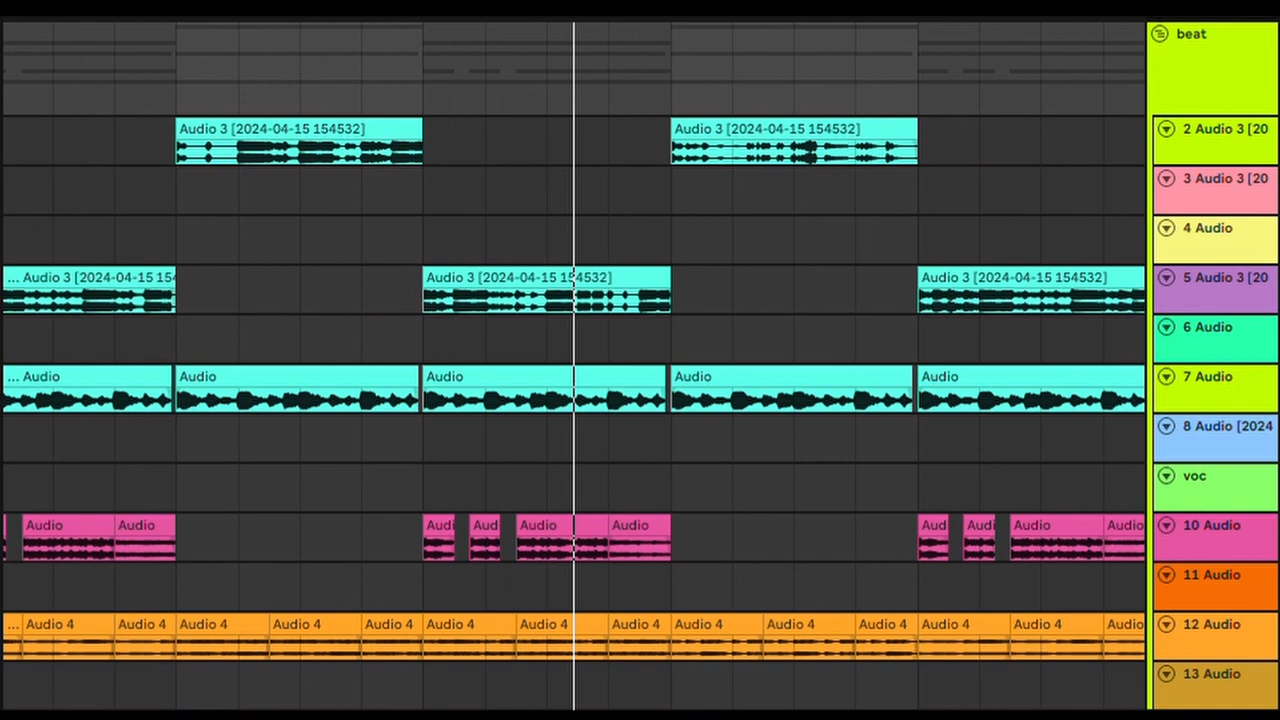 beat
Audio 3 [2024-04-15 154532]
Audio 3 [2024-04-15 154532]
2 Audio 3 [20
3 Audio 3 [20
4 Audio
... Audio 3 [2024-04-15 154
Audio 3 [2024-04-15 154532]
Audio 3 [2024-04-15 154532]
5 Audio 3 [20
6 Audio
... Audio
Audio
Audio
Audio
Audio
7 Audio
8 Audio [2024
voc
Audio
Audio
Audi
Aud
Audio
Audio
Aud
Audi
Audio
Audio
10 Audio
11 Audio
...
Audio 4
Audio 4
Audio 4
Audio 4
Audio 4
Audio 4
Audio 4
Audio 4
Audio 4
Audio 4
Audio 4
Audio 4
Audio 4
Audio
12 Audio
13 Audio